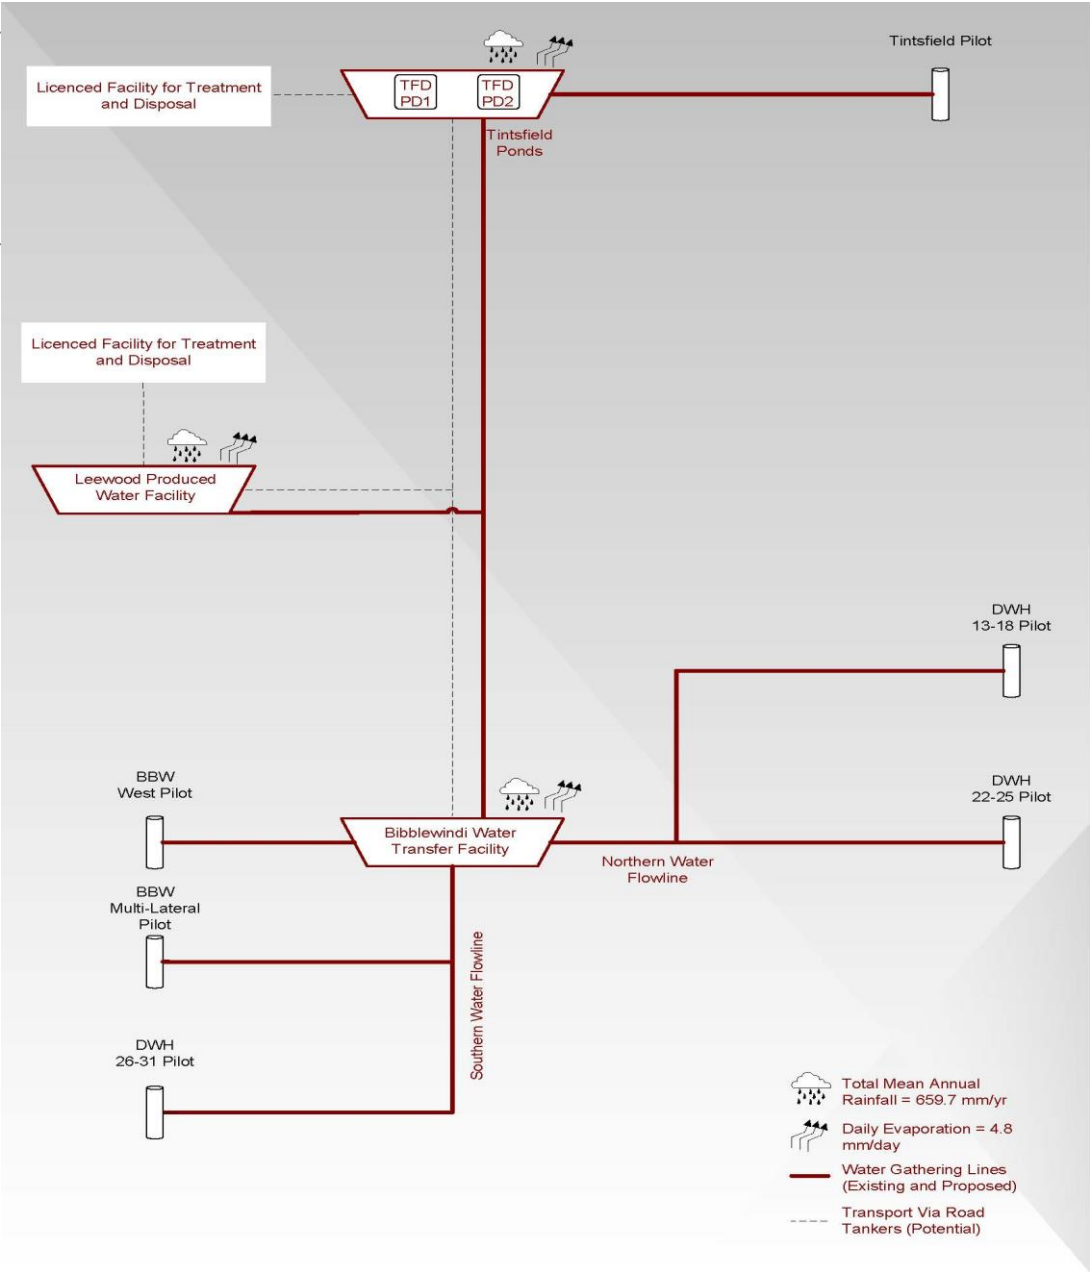 Tintsfield Pilot
Licenced Facility for Treatment
and Disposal
TFD
PD1
TFD
PD2
Tintsfield
Ponds
Licenced Facility for Treatment
and Disposal
Leewood Produced
Water Facility
DWH
13-18 Pilot
BBW
West Pilot
DWH
22-25 Pilot
Bibblewindi Water
Transfer Facility
Northern Water
Flowline
BBW
Multi-Lateral
Pilot
Southern Water Flowline
DWH
26-31 Pilot
Total Mean Annual
Rainfall = 659.7 mm/yr
Daily Evaporation = 4.8
mm/day
Water Gathering Lines
(Existing and Proposed)
Transport Via Road
Tankers (Potential)